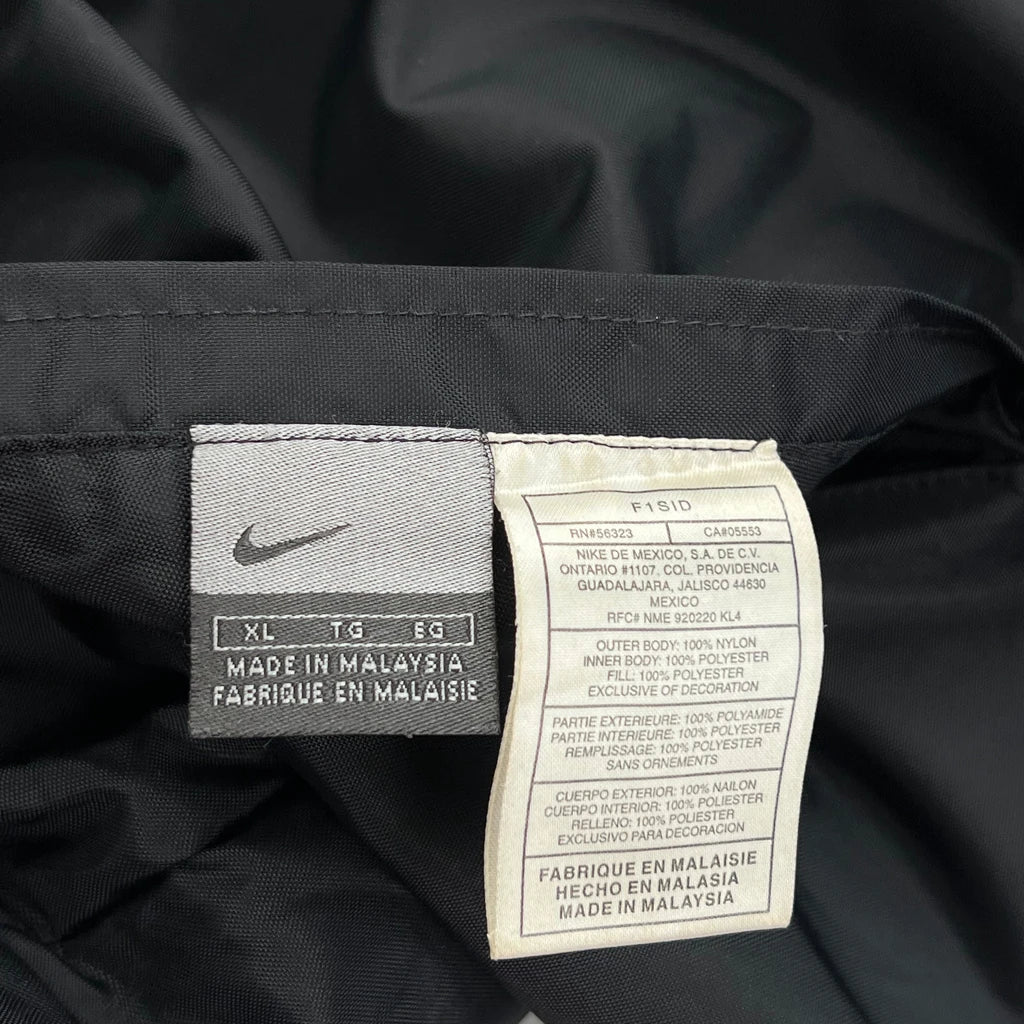 XL TG EG
MADE IN MALAYSIA
FABRIQUE EN MALAISIE
F1SID
RN#56323 CA#05553
NIKE DE MEXICO, S.A. DE C.V.
ONTARIO #1107, COL. PROVIDENCIA
GUADALAJARA, JALISCO 44630
MEXICO
RFC# NME 920220 KL4
OUTER BODY: 100% NYLON
INNER BODY: 100% POLYESTER
FILL: 100% POLYESTER
EXCLUSIVE OF DECORATION
PARTIE EXTERIEURE: 100% POLYAMIDE
PARTIE INTERIEURE: 100% POLYESTER
REMPLISSAGE: 100% POLYESTER
SANS ORNEMENTS
CUERPO EXTERIOR: 100% NAILON
CUERPO INTERIOR: 100% POLIESTER
RELLENO: 100% POLIESTER
EXCLUSIVO PARA DECORACION
FABRIQUE EN MALAISIE
HECHO EN MALASIA
MADE IN MALAYSIA